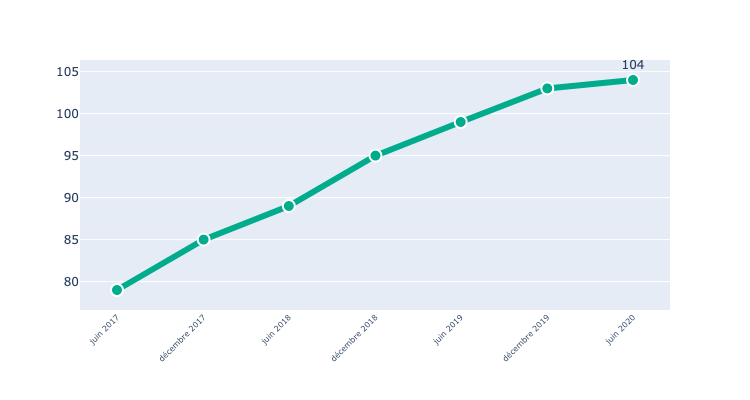 104
105
100
95
90
85
80
juin 2017
décembre 2017
juin 2018
décembre 2018
juin 2019
décembre 2019
juin 2020